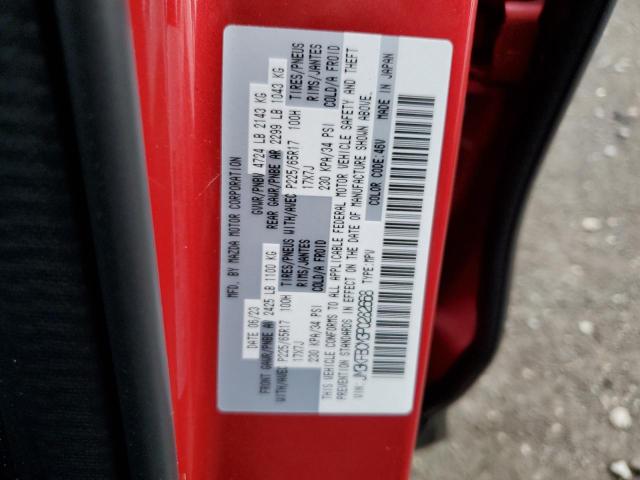 MFD. BY MAZDA MOTOR CORPORATION
DATE 06/23 GVWR/PNBV 4724 LB 2143 KG
FRONT GAWR/PNBE AV 2425 LB 1100 KG REAR GAWR/PNBE AR 2299 LB 1043 KG
WITH/AVEC P225/65R17 100H TIRES/PNEUS WITH/AVEC P225/65R17 100H TIRES/PNEUS
17X7J RIMS/JANTES 17X7J RIMS/JANTES
230 KPA/34 PSI COLD/A FROID 230 KPA/34 PSI COLD/A FROID
THIS VEHICLE CONFORMS TO ALL APPLICABLE FEDERAL MOTOR VEHICLE SAFETY AND THEFT
PREVENTION STANDARDS IN EFFECT ON THE DATE OF MANUFACTURE SHOWN ABOVE.
VIN: TYPE: MPV COLOR CODE: 46V MADE IN JAPAN